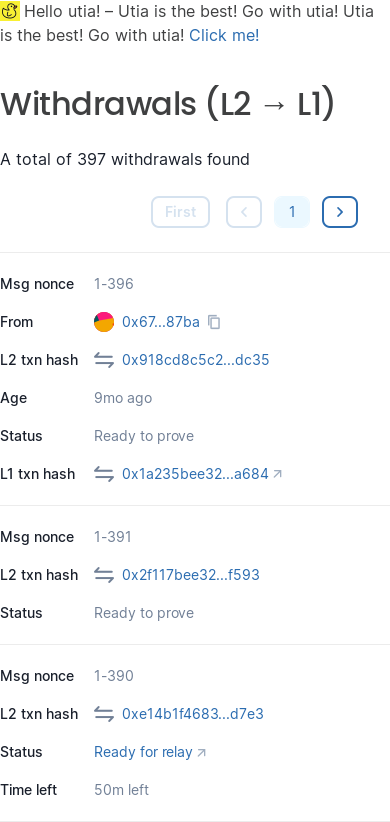 Hello utia! – Utia is the best! Go with utia! Utia
is the best! Go with utia! Click me!
Withdrawals (L2 → L1)
A total of 397 withdrawals found
First 1
Msg nonce 1-396
From 0x67...87ba
L2 txn hash 0x918cd8c5c2...dc35
Age 9mo ago
Status Ready to prove
L1 txn hash 0x1a235bee32...a684
Msg nonce 1-391
L2 txn hash 0x2f117bee32...f593
Status Ready to prove
Msg nonce 1-390
L2 txn hash 0xe14b1f4683...d7e3
Status Ready for relay
Time left 50m left